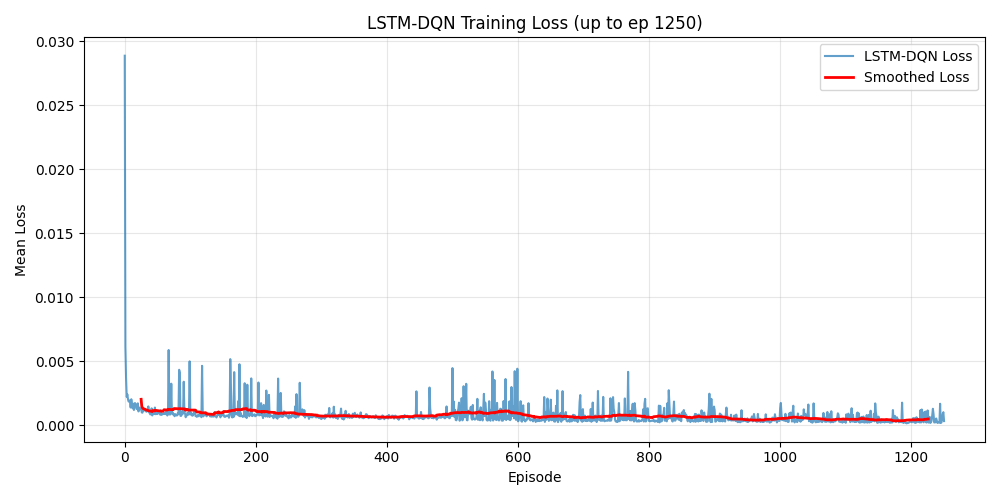 LSTM-DQN Training Loss (up to ep 1250)
LSTM-DQN Loss
Smoothed Loss
Mean Loss
0.030
0.025
0.020
0.015
0.010
0.005
0.000
0 200 400 600 800 1000 1200
Episode